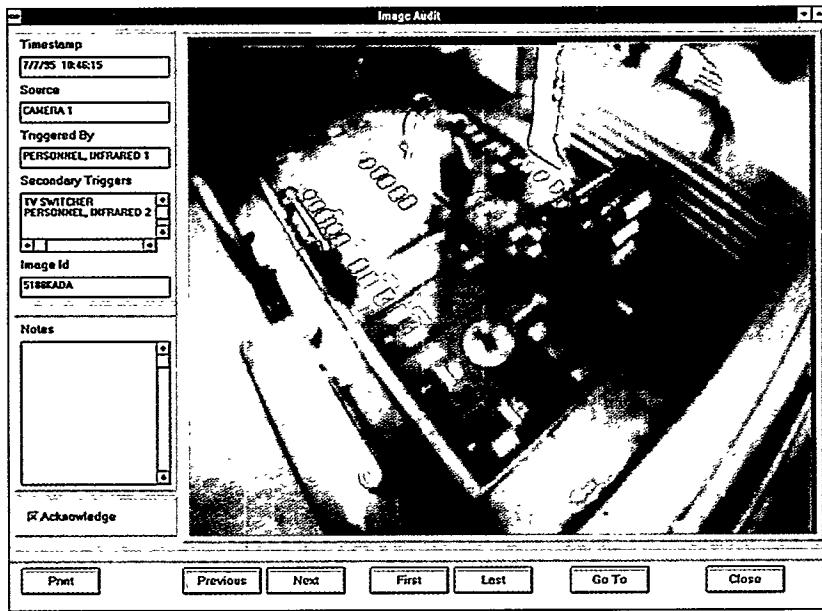 Image Audit
Timestamp
7/7/95 10:46:15
Source
CAMERA 1
Triggered By
PERSONNEL, INFRARED 1
Secondary Triggers
TV SWITCHER
PERSONNEL, INFRARED 2
Image Id
5188KADA
Notes
Acknowledge
Print
Previous
Next
First
Last
Go To
Close